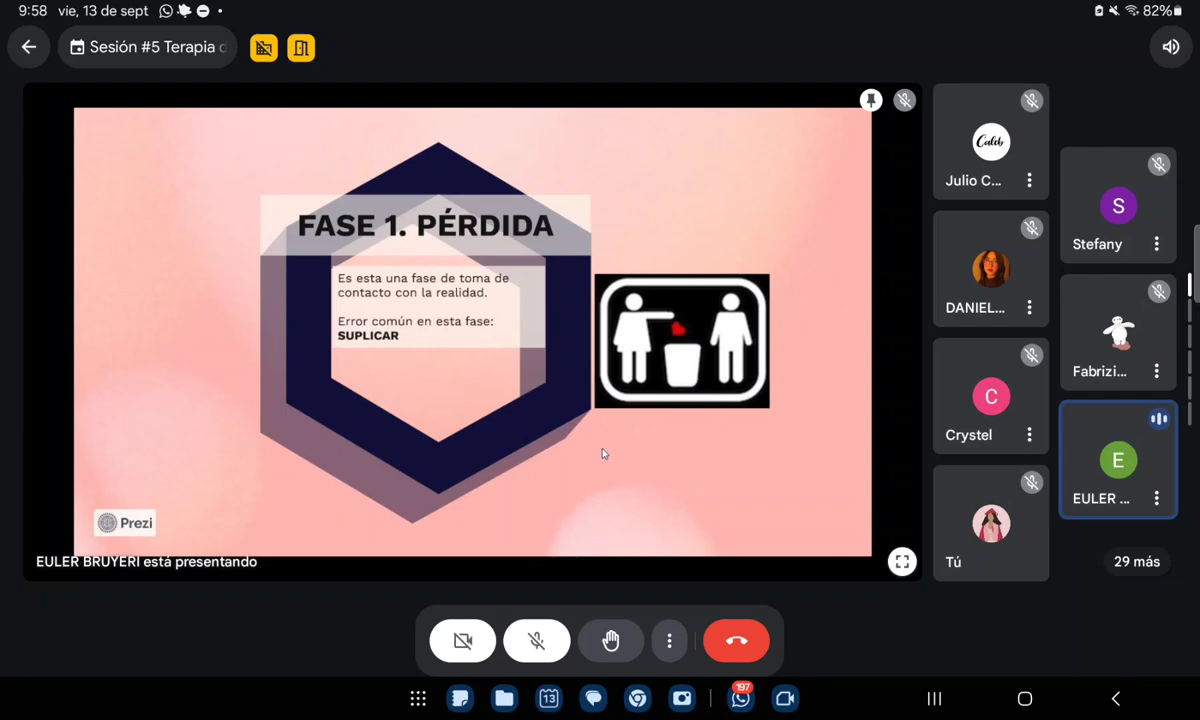 9:58 vie, 13 de sept
82%
Sesión #5 Terapia
FASE 1. PÉRDIDA
Es esta una fase de toma de
contacto con la realidad.
Error común en esta fase:
SUPLICAR
Prezi
EULER BRUYERI está presentando
Caleb
Julio C...
DANIEL...
C
Crystel
Tú
S
Stefany
Fabrizi...
E
EULER ...
29 más
13
197